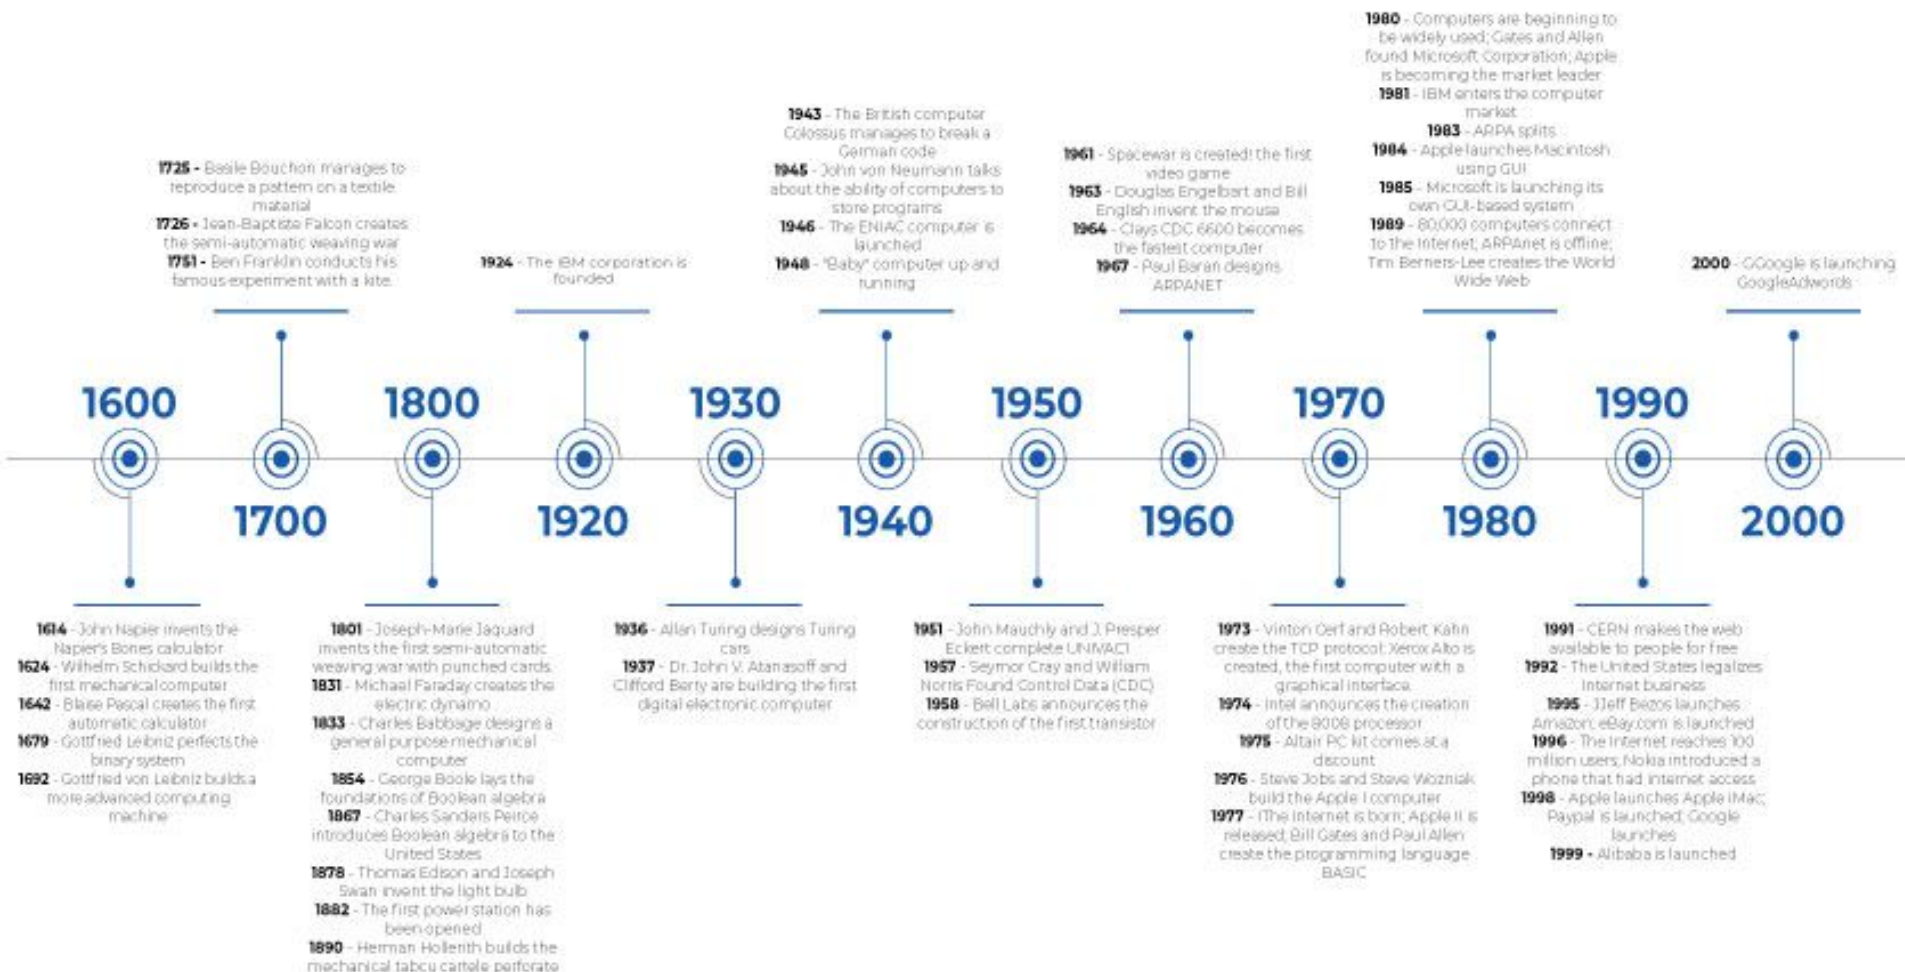 1725 - Basile Bouchon manages to
reproduce a pattern on a textile
material
1726 - Jean-Baptiste Falcon creates
the semi-automatic weaving war
1751 - Ben Franklin conducts his
famous experiment with a kite.
1924 - The IBM corporation is
founded
1943 - The British computer
Colossus manages to break a
German code
1945 - John von Neumann talks
about the ability of computers to
store programs
1946 - The ENIAC computer is
launched
1948 - "Baby" computer up and
running
1961 - Spacewar is created! the first
video game
1963 - Douglas Engelbart and Bill
English invent the mouse
1964 - Clays CDC 6600 becomes
the fastest computer
1967 - Paul Baran designs
ARPANET
1980 - Computers are beginning to
be widely used; Gates and Allen
found Microsoft Corporation; Apple
is becoming the market leader
1981 - IBM enters the computer
market
1983 - ARPA splits
1984 - Apple launches Macintosh
using GUI
1985 - Microsoft is launching its
own GUI-based system
1989 - 80,000 computers connect
to the Internet; ARPAnet is offline;
Tim Berners-Lee creates the World
Wide Web
2000 - GGoogle is launching
GoogleAdwords
1600
1700
1800
1920
1930
1940
1950
1960
1970
1980
1990
2000
1614 - John Napier invents the
Napier's Bones calculator
1624 - Wilhelm Schickard builds the
first mechanical computer
1642 - Blaise Pascal creates the first
automatic calculator
1679 - Gottfried Leibniz perfects the
binary system
1692 - Gottfried von Leibniz builds a
more advanced computing
machine
1801 - Joseph-Marie Jaquard
invents the first semi-automatic
weaving war with punched cards.
1831 - Michael Faraday creates the
electric dynamo
1833 - Charles Babbage designs a
general purpose mechanical
computer
1854 - George Boole lays the
foundations of Boolean algebra
1867 - Charles Sanders Peirce
introduces Boolean algebra to the
United States
1878 - Thomas Edison and Joseph
Swan invent the light bulb
1882 - The first power station has
been opened
1890 - Herman Hollerith builds the
mechanical tabcu cartele perforate
1936 - Allan Turing designs Turing
cars
1937 - Dr. John V. Atanasoff and
Clifford Berry are building the first
digital electronic computer
1951 - John Mauchly and J. Presper
Eckert complete UNIVAC1
1957 - Seymor Cray and William
Norris Found Control Data (CDC)
1958 - Bell Labs announces the
construction of the first transistor
1973 - Vinton Cerf and Robert Kahn
create the TCP protocol; Xerox Alto is
created, the first computer with a
graphical interface.
1974 - Intel announces the creation
of the 8008 processor
1975 - Altair PC kit comes at a
discount
1976 - Steve Jobs and Steve Wozniak
build the Apple I computer
1977 - IThe Internet is born; Apple II is
released; Bill Gates and Paul Allen
create the programming language
BASIC
1991 - CERN makes the web
available to people for free
1992 - The United States legalizes
Internet business
1995 - JJeff Bezos launches
Amazon; eBay.com is launched
1996 - The Internet reaches 100
million users; Nokia introduced a
phone that had internet access
1998 - Apple launches Apple iMac;
Paypal is launched; Google
launches
1999 - Alibaba is launched